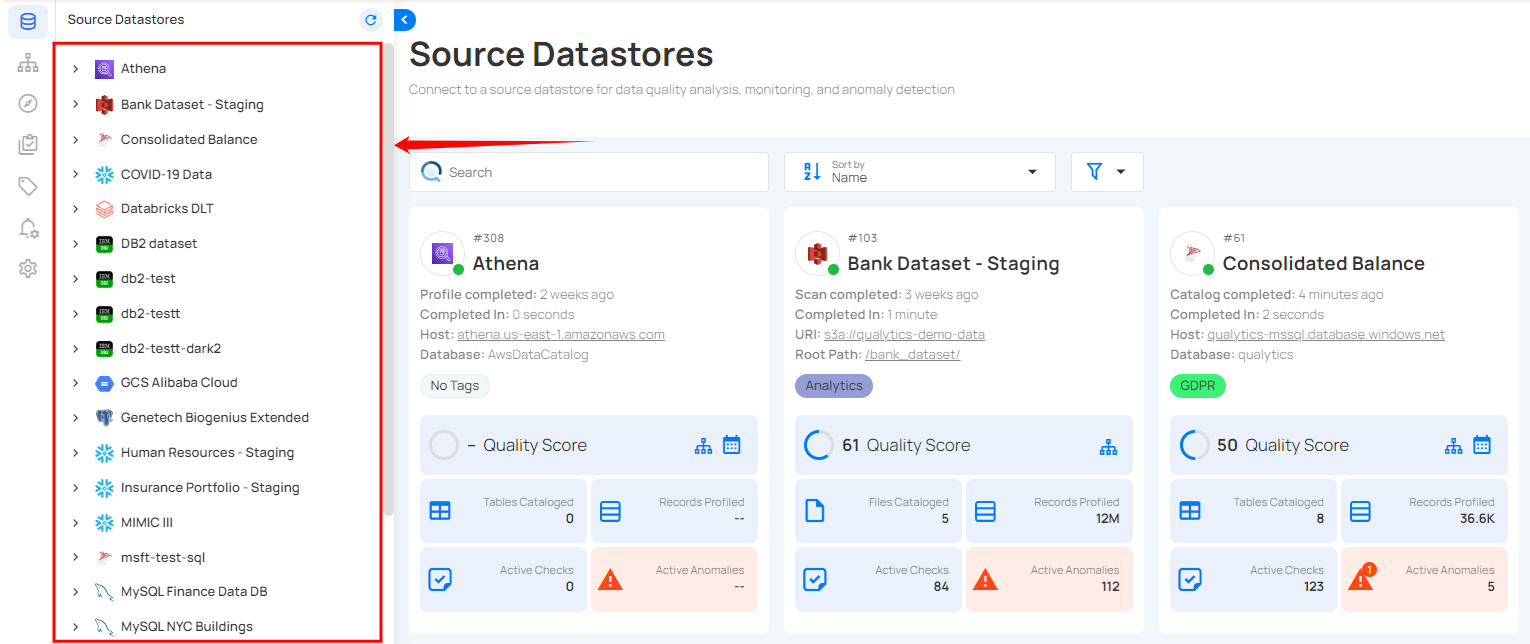 Source Datastores
Athena
Bank Dataset - Staging
Consolidated Balance
COVID-19 Data
Databricks DLT
DB2 dataset
db2-test
db2-testt
db2-testt-dark2
GCS Alibaba Cloud
Genetech Biogenius Extended
Human Resources - Staging
Insurance Portfolio - Staging
MIMIC III
msft-test-sql
MySQL Finance Data DB
MySQL NYC Buildings
Source Datastores
Connect to a source datastore for data quality analysis, monitoring, and anomaly detection
Search
Sort by
Name
#308
Athena
Profile completed: 2 weeks ago
Completed In: 0 seconds
Host: athena.us-east-1.amazonaws.com
Database: AwsDataCatalog
No Tags
– Quality Score
Tables Cataloged
0
Records Profiled
--
Active Checks
0
Active Anomalies
--
#103
Bank Dataset - Staging
Scan completed: 3 weeks ago
Completed In: 1 minute
URI: s3a://qualytics-demo-data
Root Path: /bank_dataset/
Analytics
61 Quality Score
Files Cataloged
5
Records Profiled
12M
Active Checks
84
Active Anomalies
112
#61
Consolidated Balance
Catalog completed: 4 minutes ago
Completed In: 2 seconds
Host: qualytics-mssql.database.windows.net
Database: qualytics
GDPR
50 Quality Score
Tables Cataloged
8
Records Profiled
36.6K
Active Checks
123
1
Active Anomalies
5